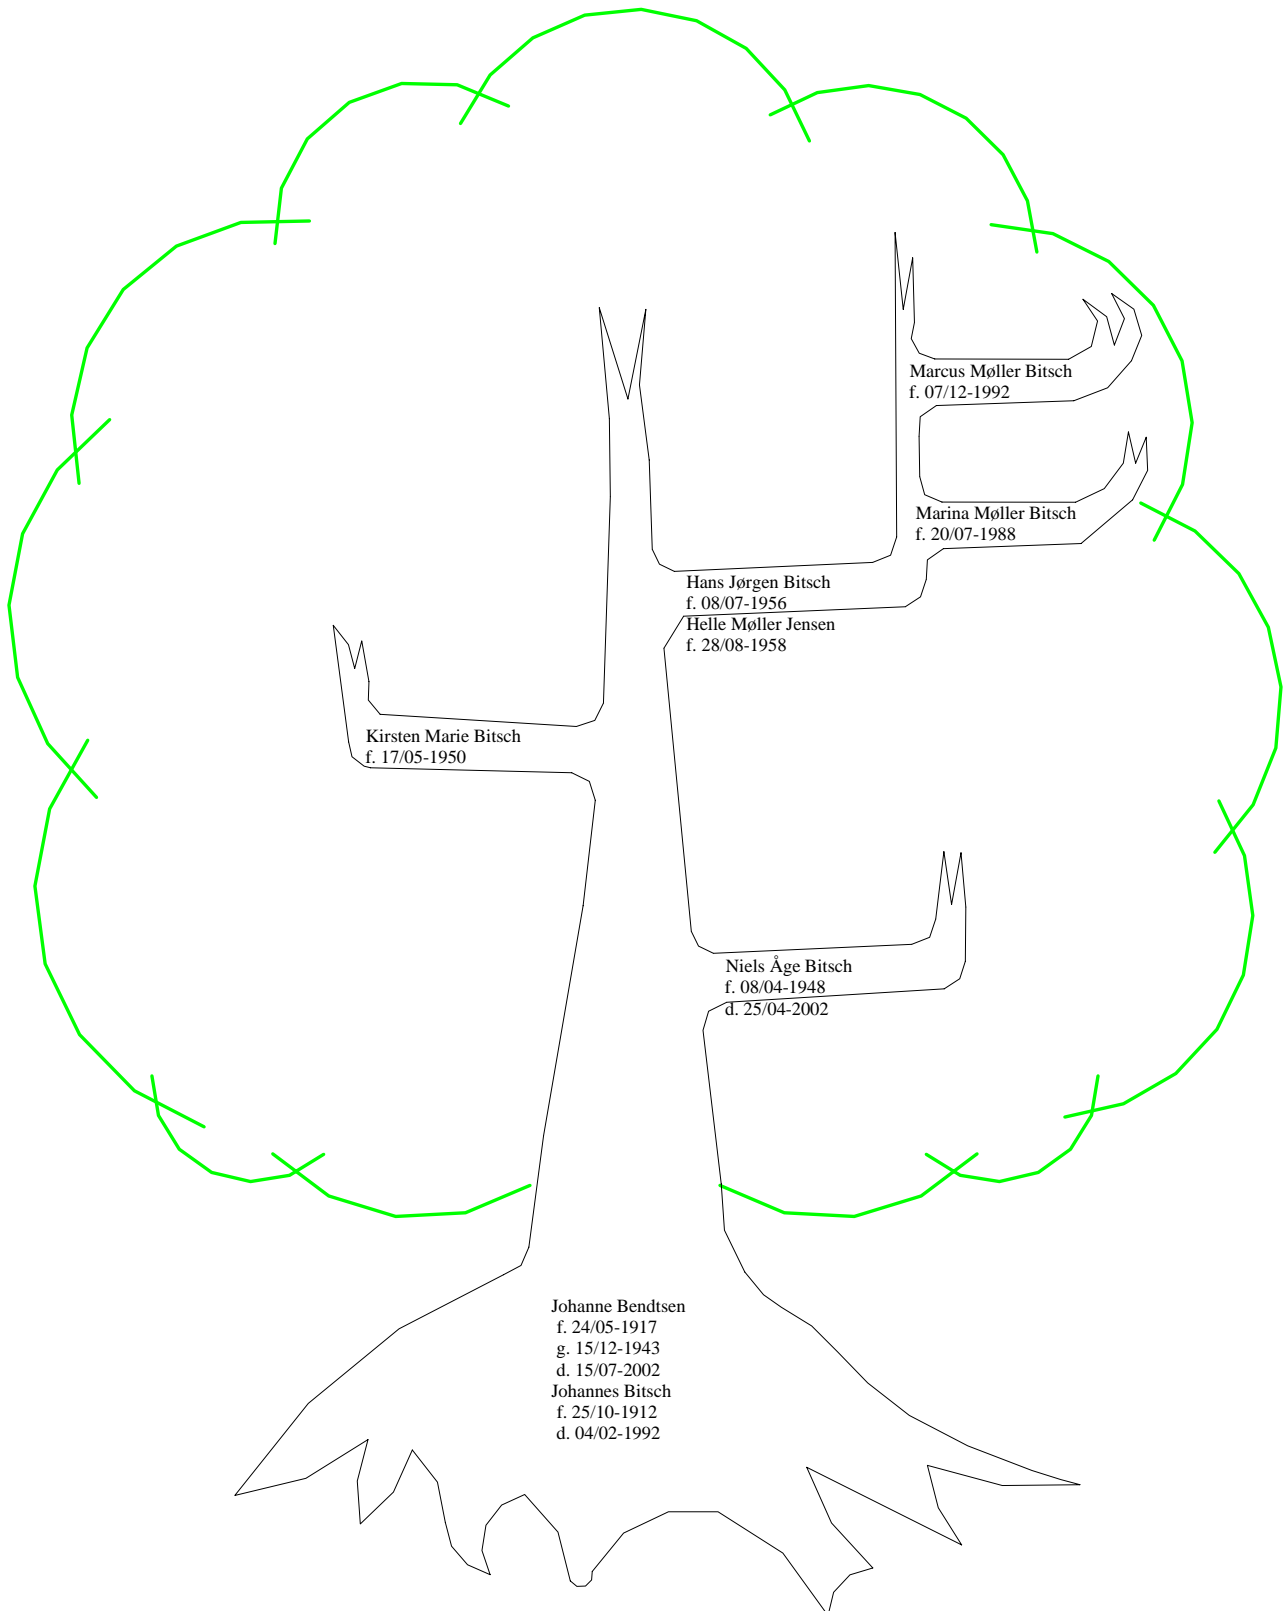 Marcus Møller Bitsch
f. 07/12-1992
Marina Møller Bitsch
f. 20/07-1988
Hans Jørgen Bitsch
f. 08/07-1956
Helle Møller Jensen
f. 28/08-1958
Kirsten Marie Bitsch
f. 17/05-1950
Niels Åge Bitsch
f. 08/04-1948
d. 25/04-2002
Johanne Bendtsen
f. 24/05-1917
g. 15/12-1943
d. 15/07-2002
Johannes Bitsch
f. 25/10-1912
d. 04/02-1992